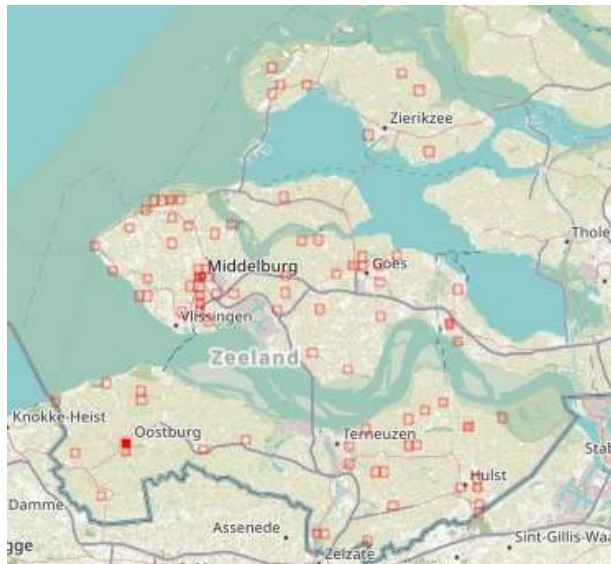 Zierikzee
Thole
Middelburg
Goes
Vlissingen
Zeeland
Knokke-Heist
Oostburg
Terneuzen
Hulst
Stab
Damme
Assenede
Sint-Gillis-Waa
gge
Zelzate